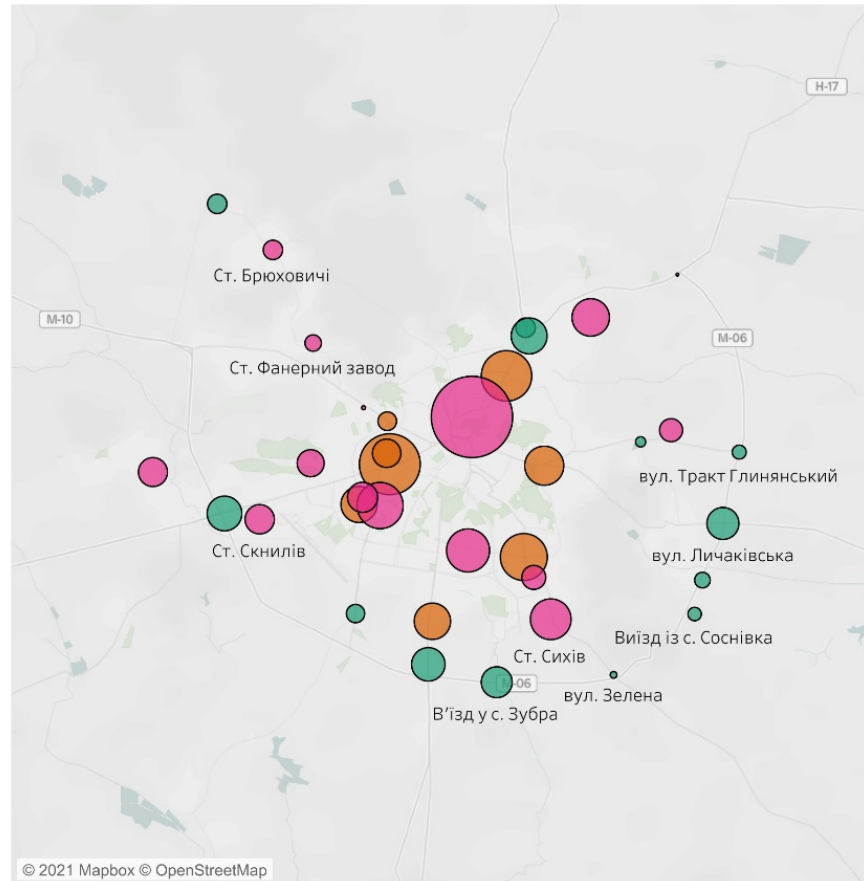 H-17
Ст. Брюховичі
M-10
M-06
Ст. Фанерний завод
вул. Тракт Глинянський
Ст. Скнилів
вул. Личаківська
Виїзд із с. Соснівка
Ст. Сихів
M-06
вул. Зелена
В’їзд у с. Зубра
© 2021 Mapbox © OpenStreetMap